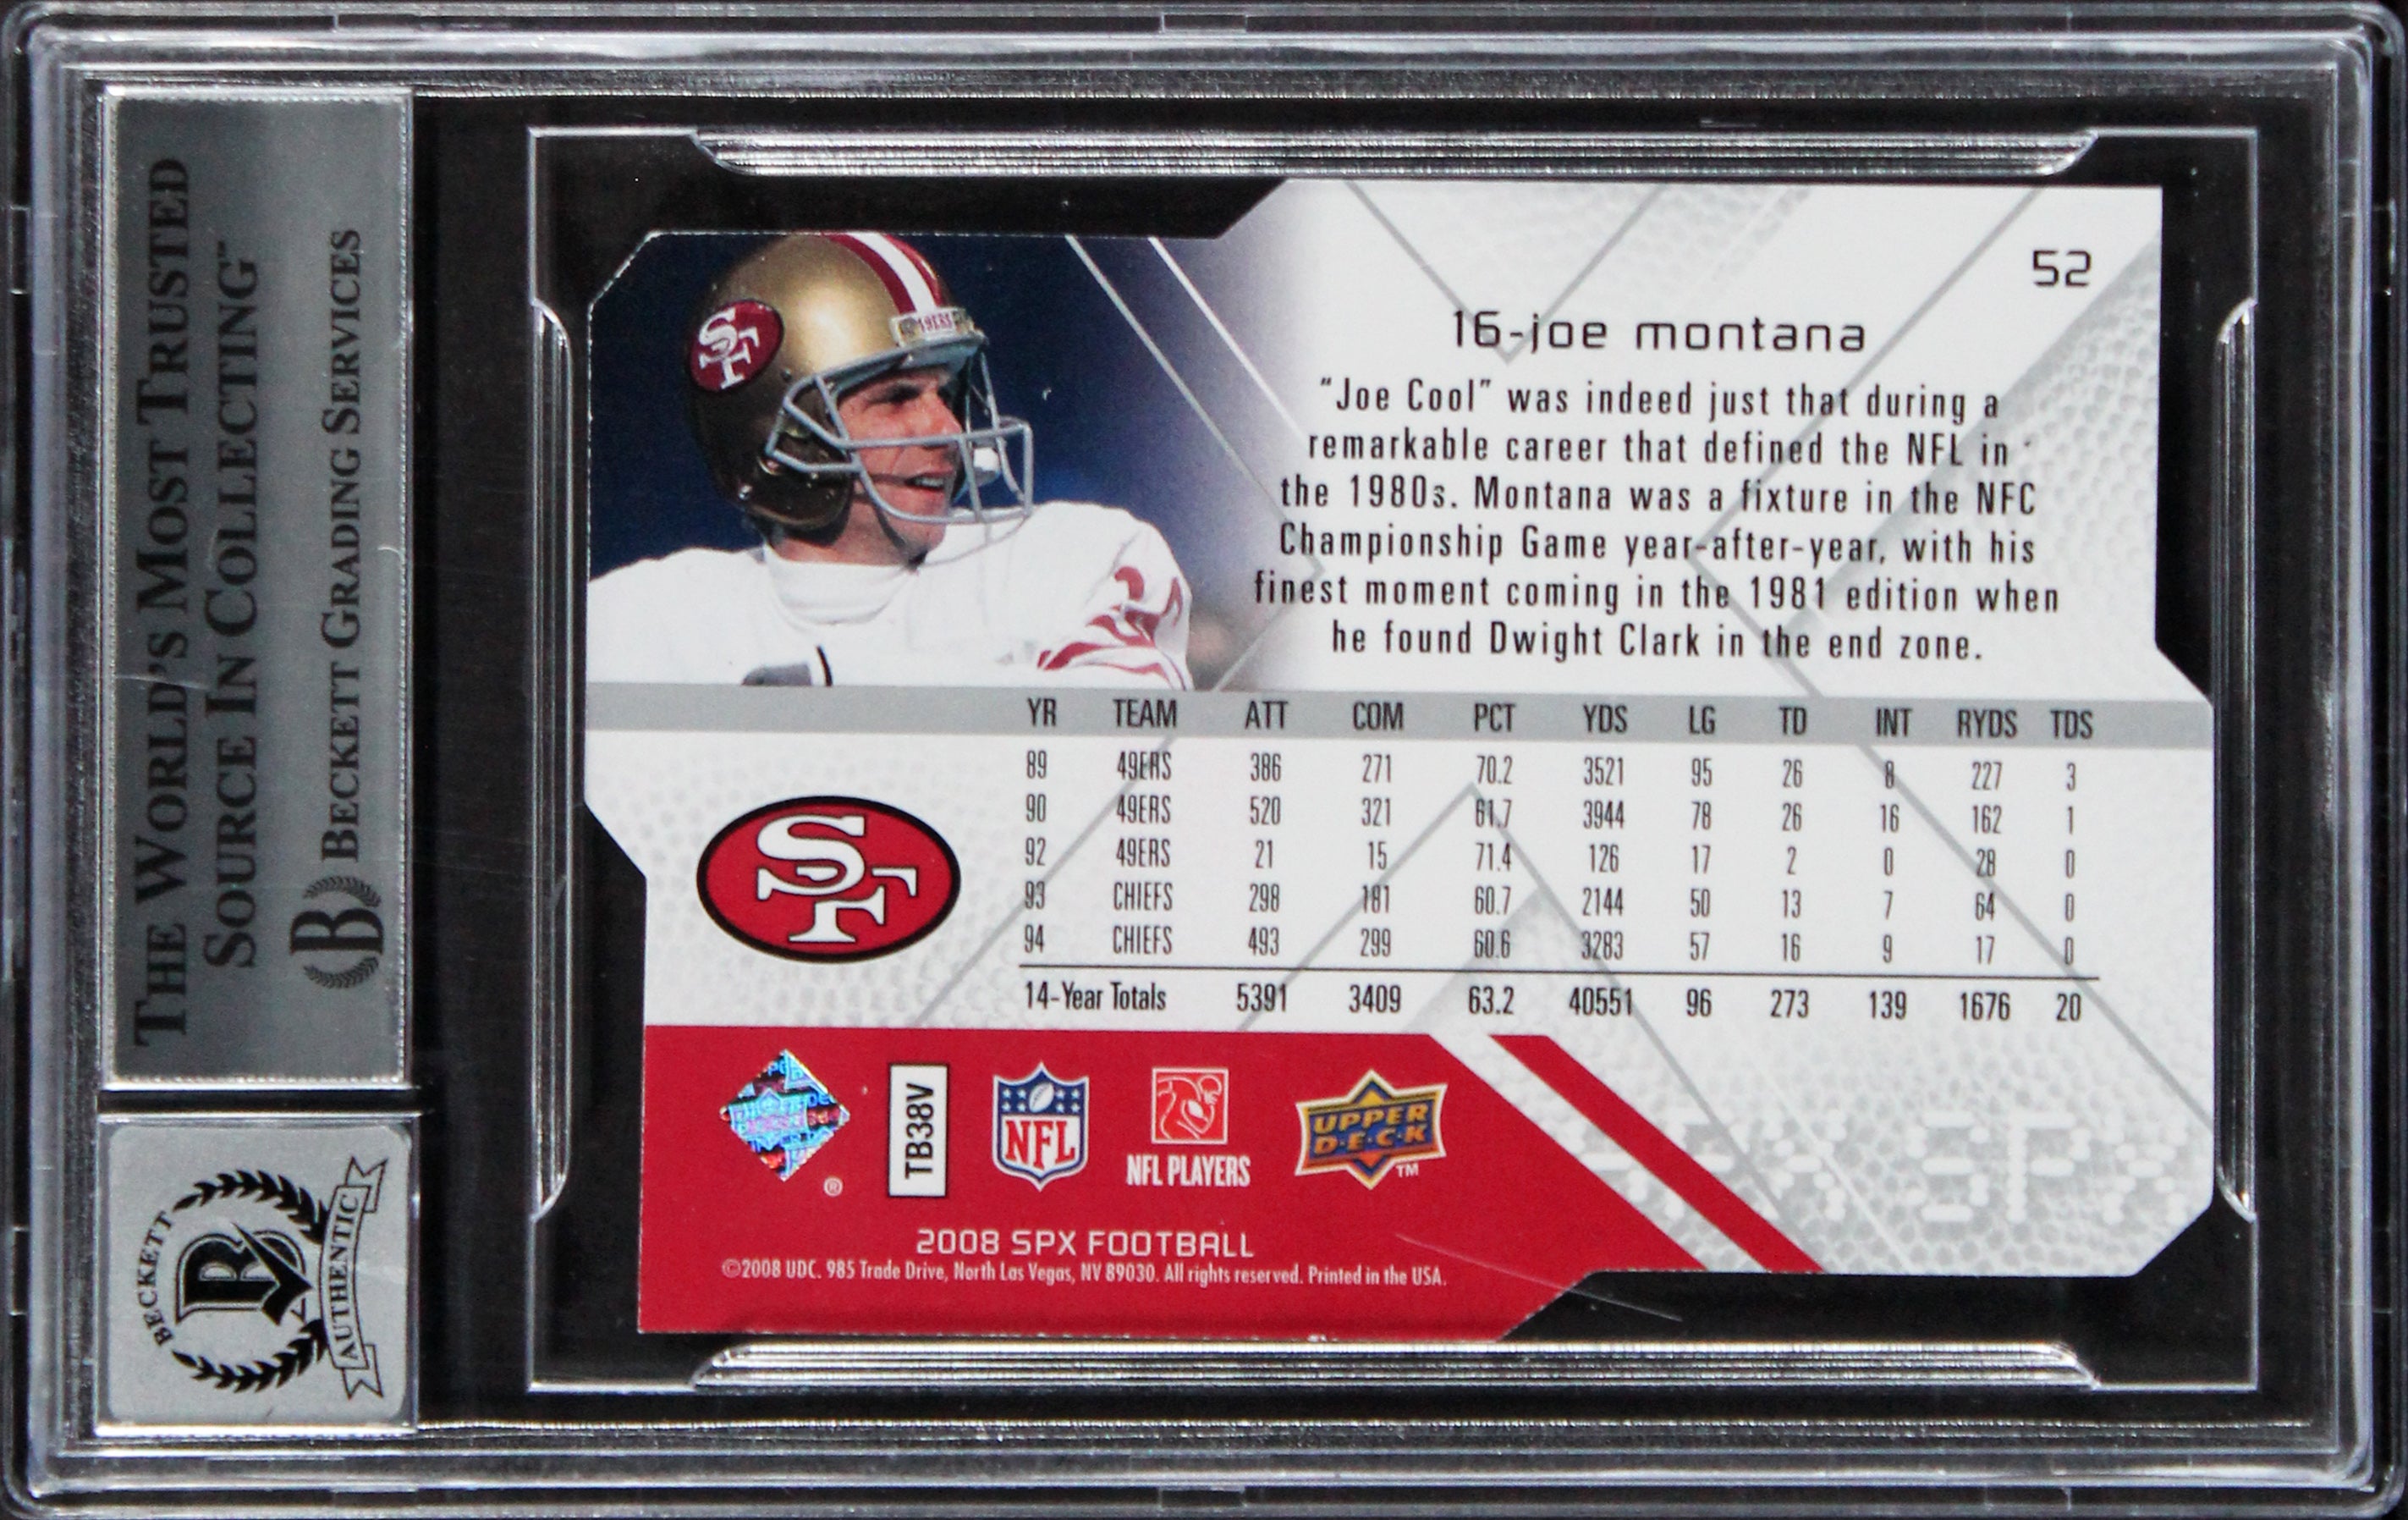 THE WORLD'S MOST TRUSTED
SOURCE IN COLLECTING™
BECKETT GRADING SERVICES
BECKETT
B
AUTHENTIC
SF
49ERS
52
16-joe montana
"Joe Cool" was indeed just that during a
remarkable career that defined the NFL in
the 1980s. Montana was a fixture in the NFC
Championship Game year-after-year, with his
finest moment coming in the 1981 edition when
he found Dwight Clark in the end zone.
YR TEAM ATT COM PCT YDS LG TD INT RYDS TDS
89 49ERS 386 271 70.2 3521 95 26 8 227 3
90 49ERS 520 321 61.7 3944 78 26 16 162 1
92 49ERS 21 15 71.4 126 17 2 0 28 0
93 CHIEFS 298 181 60.7 2144 50 13 7 64 0
94 CHIEFS 493 299 60.6 3283 57 16 9 17 0
14-Year Totals 5391 3409 63.2 40551 96 273 139 1676 20
SF
®
TB38V
NFL
NFL PLAYERS
UPPER
D·E·C·K
™
SPX
2008 SPX FOOTBALL
©2008 UDC. 985 Trade Drive, North Las Vegas, NV 89030. All rights reserved. Printed in the USA.